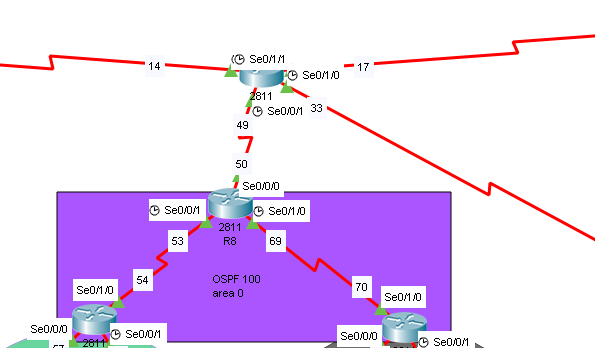 14
Se0/1/1
17
Se0/1/0
2811
Se0/0/1
33
49
50
Se0/0/0
Se0/0/1
Se0/1/0
2811
R8
53
69
OSPF 100
area 0
54
70
Se0/1/0
Se0/1/0
Se0/0/0
Se0/0/1
2811
Se0/0/0
Se0/0/1